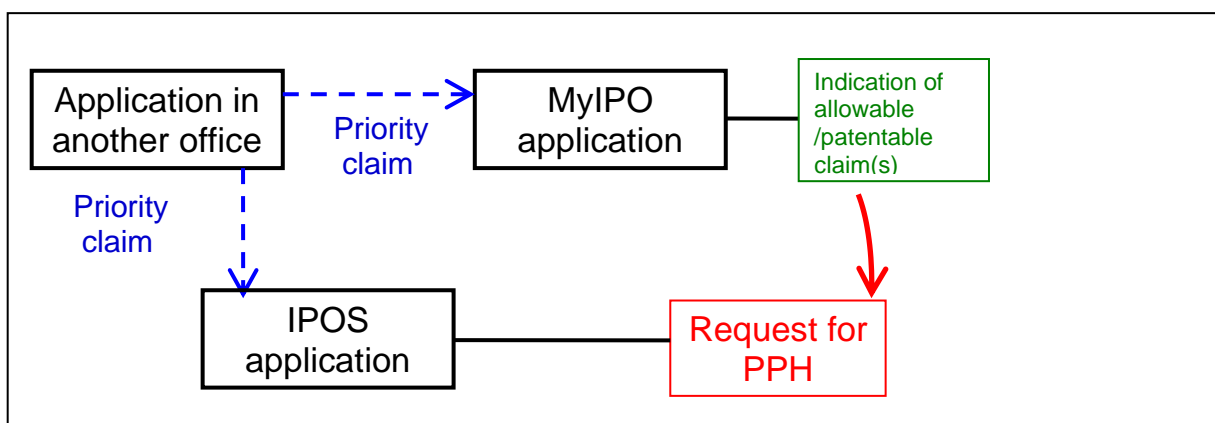 Application in
another office
Priority
claim
MyIPO
application
Indication of
allowable
/patentable
claim(s)
Priority
claim
IPOS
application
Request for
PPH